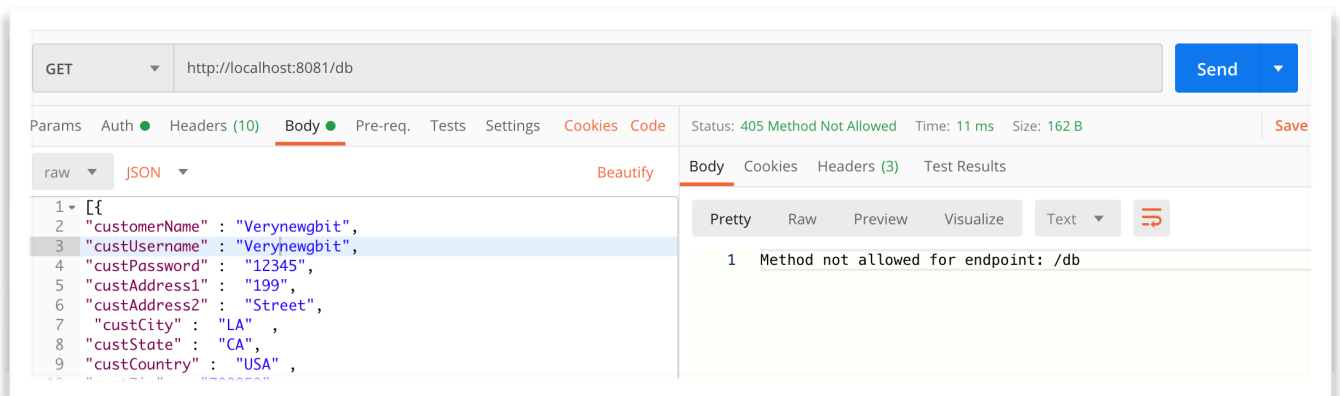 GET http://localhost:8081/db Send
Params Auth Headers (10) Body Pre-req. Tests Settings Cookies Code
Status: 405 Method Not Allowed Time: 11 ms Size: 162 B Save
raw JSON Beautify
Body Cookies Headers (3) Test Results
Pretty Raw Preview Visualize Text
1 [{
2 "customerName" : "Verynewgbit",
3 "custUsername" : "Verynewgbit",
4 "custPassword" : "12345",
5 "custAddress1" : "199",
6 "custAddress2" : "Street",
7 "custCity" : "LA" ,
8 "custState" : "CA",
9 "custCountry" : "USA" ,
1 Method not allowed for endpoint: /db